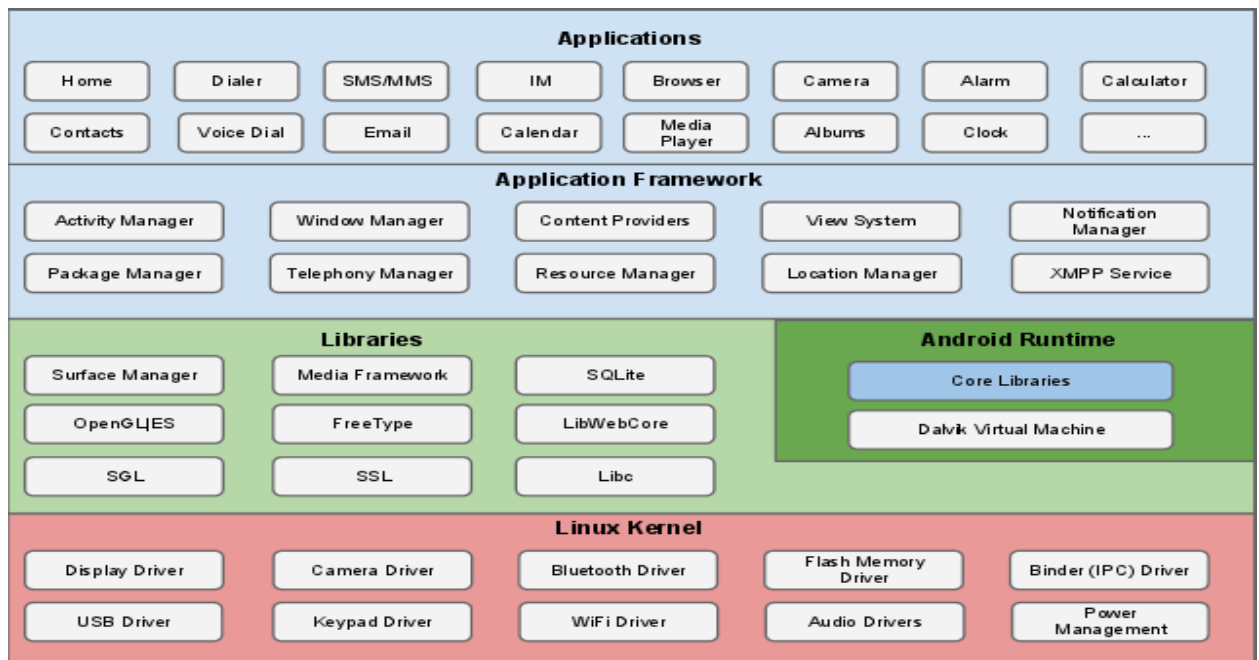 Applications
Home
Dialer
SMS/MMS
IM
Browser
Camera
Alarm
Calculator
Contacts
Voice Dial
Email
Calendar
Media
Player
Albums
Clock
...
Application Framework
Activity Manager
Window Manager
Content Providers
View System
Notification
Manager
Package Manager
Telephony Manager
Resource Manager
Location Manager
XMPP Service
Libraries
Surface Manager
Media Framework
SQLite
OpenGL|ES
FreeType
LibWebCore
SGL
SSL
Libc
Android Runtime
Core Libraries
Dalvik Virtual Machine
Linux Kernel
Display Driver
Camera Driver
Bluetooth Driver
Flash Memory
Driver
Binder (IPC) Driver
USB Driver
Keypad Driver
WiFi Driver
Audio Drivers
Power
Management